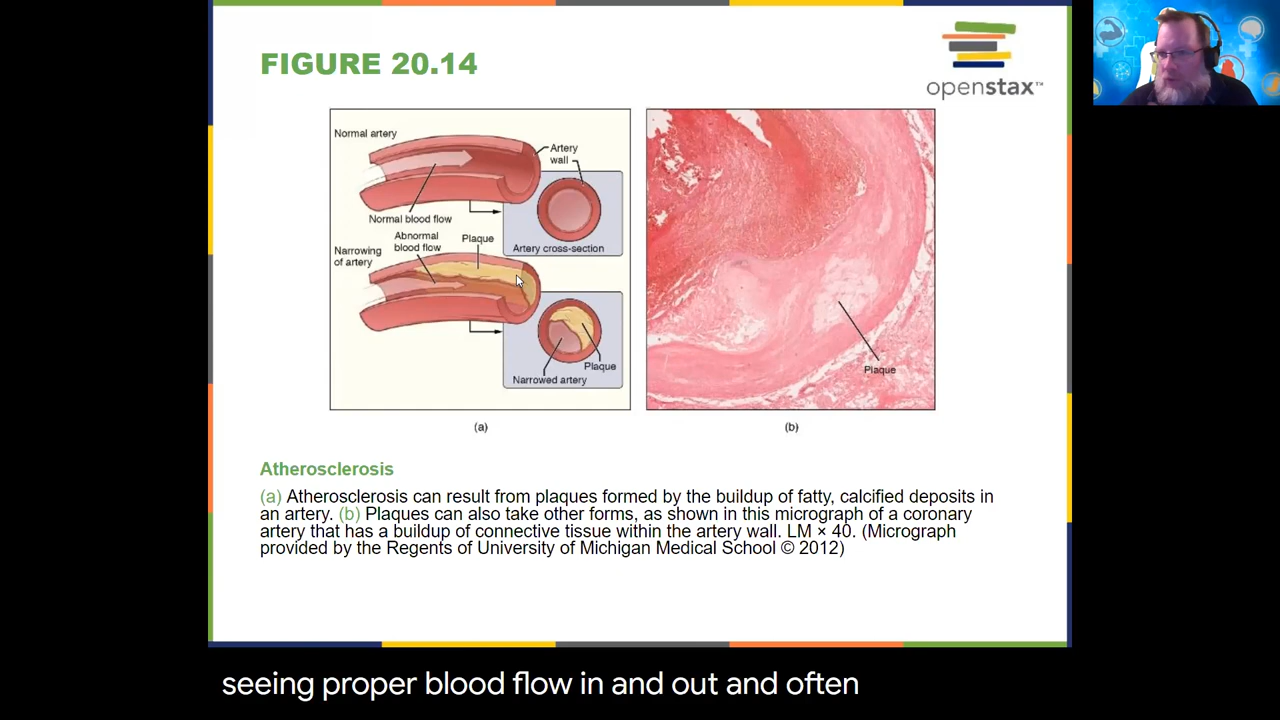 FIGURE 20.14
openstax™
Normal artery
Artery
wall
Normal blood flow
Artery cross-section
Abnormal
blood flow
Plaque
Narrowing
of artery
Plaque
Narrowed artery
(a)
Plaque
(b)
Atherosclerosis
(a) Atherosclerosis can result from plaques formed by the buildup of fatty, calcified deposits in
an artery. (b) Plaques can also take other forms, as shown in this micrograph of a coronary
artery that has a buildup of connective tissue within the artery wall. LM × 40. (Micrograph
provided by the Regents of University of Michigan Medical School © 2012)
seeing proper blood flow in and out and often